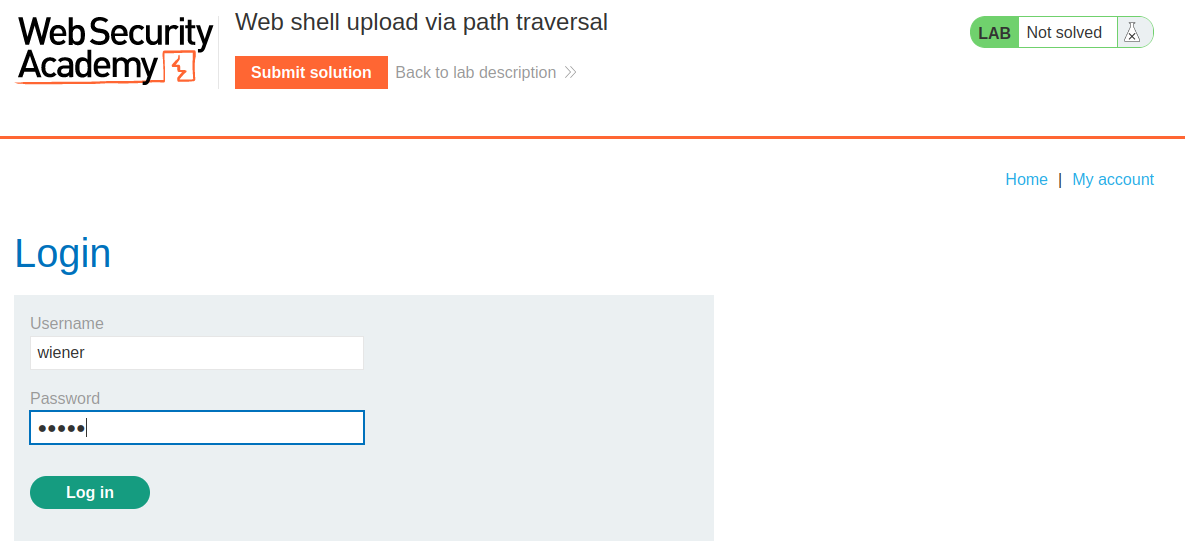 Web Security
Academy
Web shell upload via path traversal
Submit solution
Back to lab description
LAB Not solved
Home | My account
Login
Username
wiener
Password
•••••
Log in